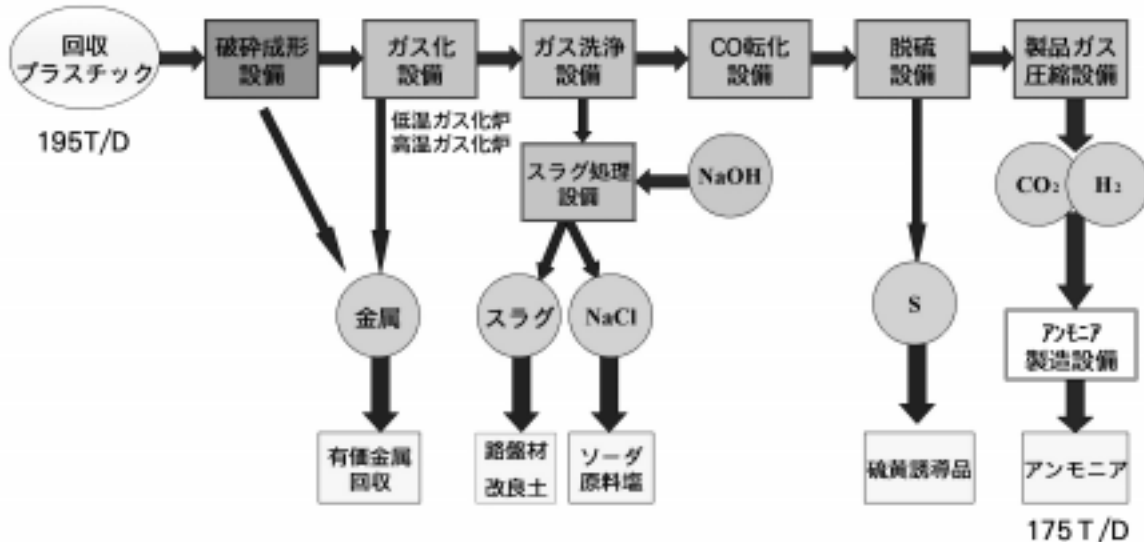 回収
プラスチック
195T/D
破砕成形
設備
ガス化
設備
低温ガス化炉
高温ガス化炉
ガス洗浄
設備
CO転化
設備
脱硫
設備
製品ガス
圧縮設備
スラグ処理
設備
NaOH
CO₂
H₂
金属
スラグ
NaCl
S
アンモニア
製造設備
有価金属
回収
路盤材
改良土
ソーダ
原料塩
硫黄誘導品
アンモニア
175T/D